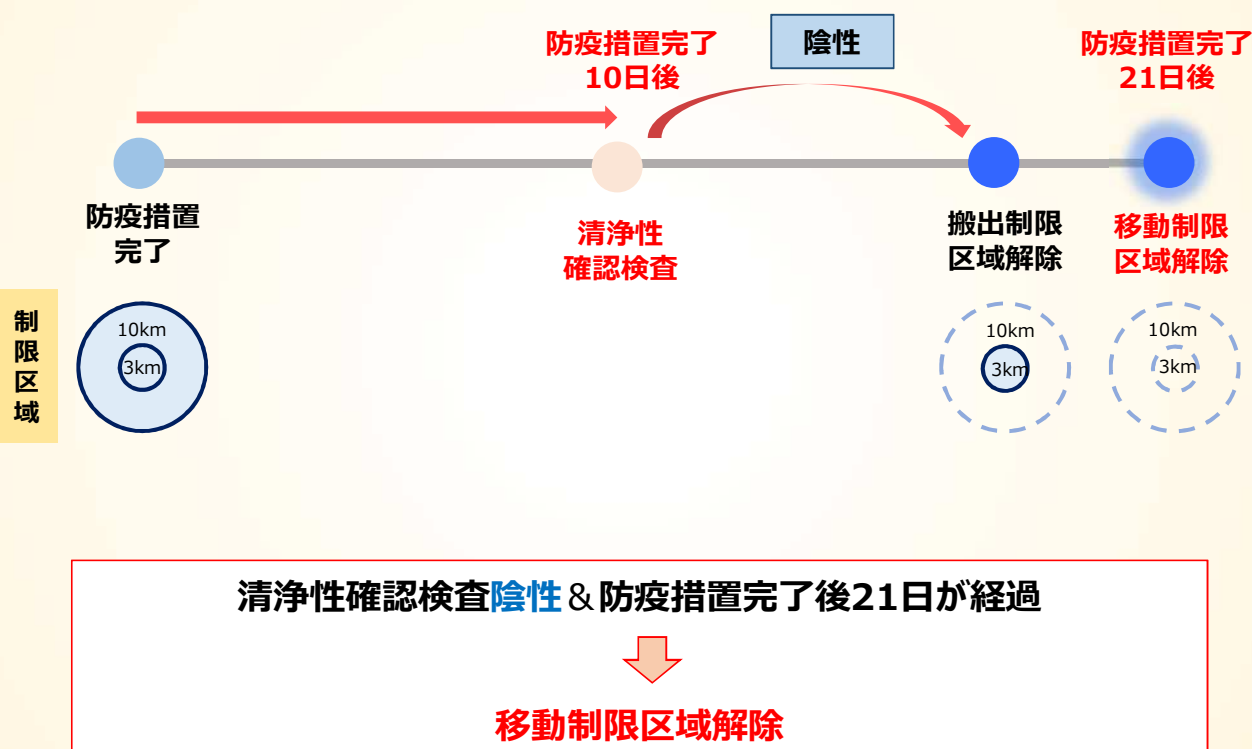 防疫措置完了
10日後
陰性
防疫措置完了
21日後
防疫措置
完了
清浄性
確認検査
搬出制限
区域解除
移動制限
区域解除
制限区域
10km
3km
10km
3km
10km
3km
清浄性確認検査陰性＆防疫措置完了後21日が経過
移動制限区域解除